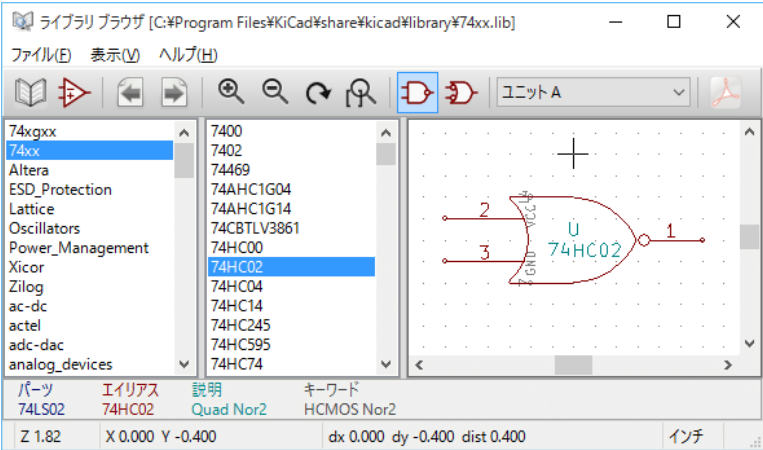 ライブラリ ブラウザ [C:¥Program Files¥KiCad¥share¥kicad¥library¥74xx.lib]
ファイル(F) 表示(V) ヘルプ(H)
ユニット A
74xgxx
74xx
Altera
ESD_Protection
Lattice
Oscillators
Power_Management
Xicor
Zilog
ac-dc
actel
adc-dac
analog_devices
7400
7402
74469
74AHC1G04
74AHC1G14
74CBTLV3861
74HC00
74HC02
74HC04
74HC14
74HC245
74HC595
74HC74
14
VCC
2
U
1
3
74HC02
GND
7
パーツ エイリアス 説明 キーワード
74LS02 74HC02 Quad Nor2 HCMOS Nor2
Z 1.82 X 0.000 Y -0.400 dx 0.000 dy -0.400 dist 0.400 インチ